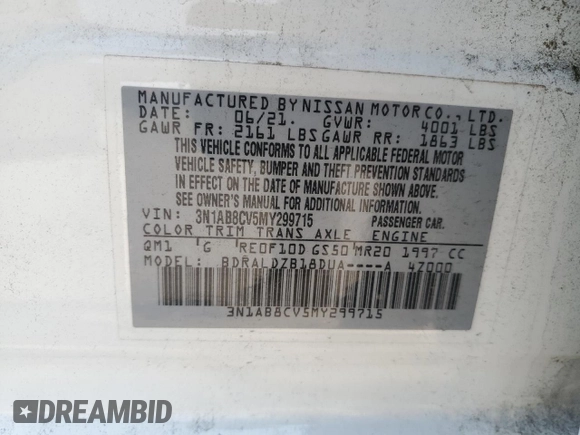 MANUFACTURED BY NISSAN MOTOR CO., LTD.
DATE: 06/21 GVWR: 4001 LBS
GAWR FR: 2161 LBS GAWR RR: 1863 LBS
THIS VEHICLE CONFORMS TO ALL APPLICABLE FEDERAL MOTOR
VEHICLE SAFETY, BUMPER AND THEFT PREVENTION STANDARDS
IN EFFECT ON THE DATE OF MANUFACTURE SHOWN ABOVE.
SEE OWNER'S MANUAL FOR ADDITIONAL INFORMATION
VIN: 3N1AB8CV5MY299715 PASSENGER CAR.
COLOR TRIM TRANS AXLE ENGINE
QM1 G RE0F10D GS50 MR20 1997 CC
MODEL: BDRALDZB18DUA----A 4Z000
3N1AB8CV5MY299715
DREAMBID